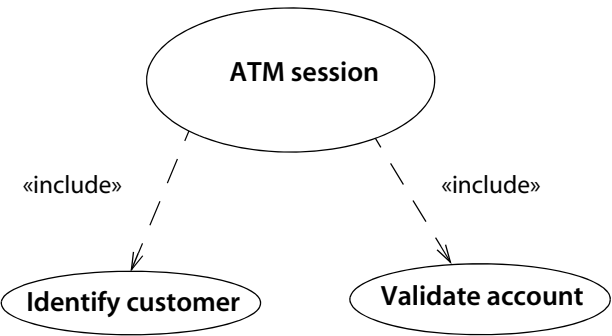 ATM session
«include»
«include»
Identify customer
Validate account